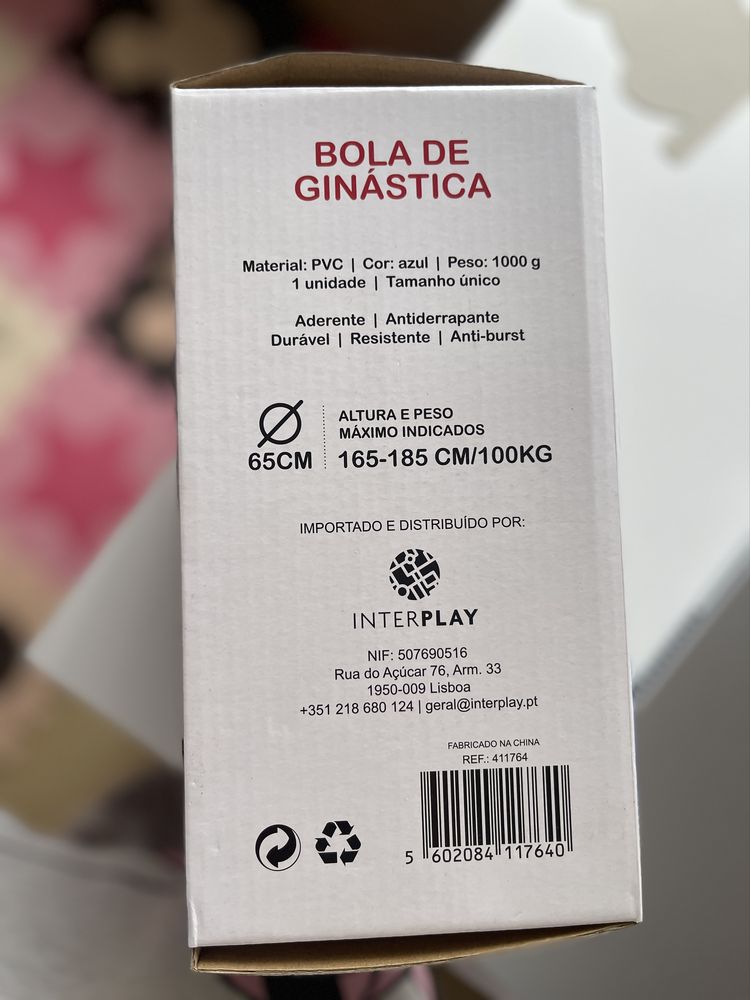 BOLA DE
GINÁSTICA
Material: PVC | Cor: azul | Peso: 1000 g
1 unidade | Tamanho único
Aderente | Antiderrapante
Durável | Resistente | Anti-burst
65CM
ALTURA E PESO
MÁXIMO INDICADOS
165-185 CM/100KG
IMPORTADO E DISTRIBUÍDO POR:
INTERPLAY
NIF: 507690516
Rua do Açúcar 76, Arm. 33
1950-009 Lisboa
+351 218 680 124 | geral@interplay.pt
FABRICADO NA CHINA
REF.: 411764
5 602084 117640